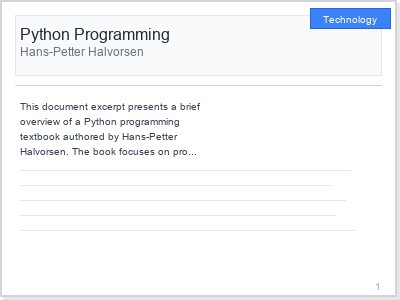 Technology
Python Programming
Hans-Petter Halvorsen
This document excerpt presents a brief
overview of a Python programming
textbook authored by Hans-Petter
Halvorsen. The book focuses on pro...
1